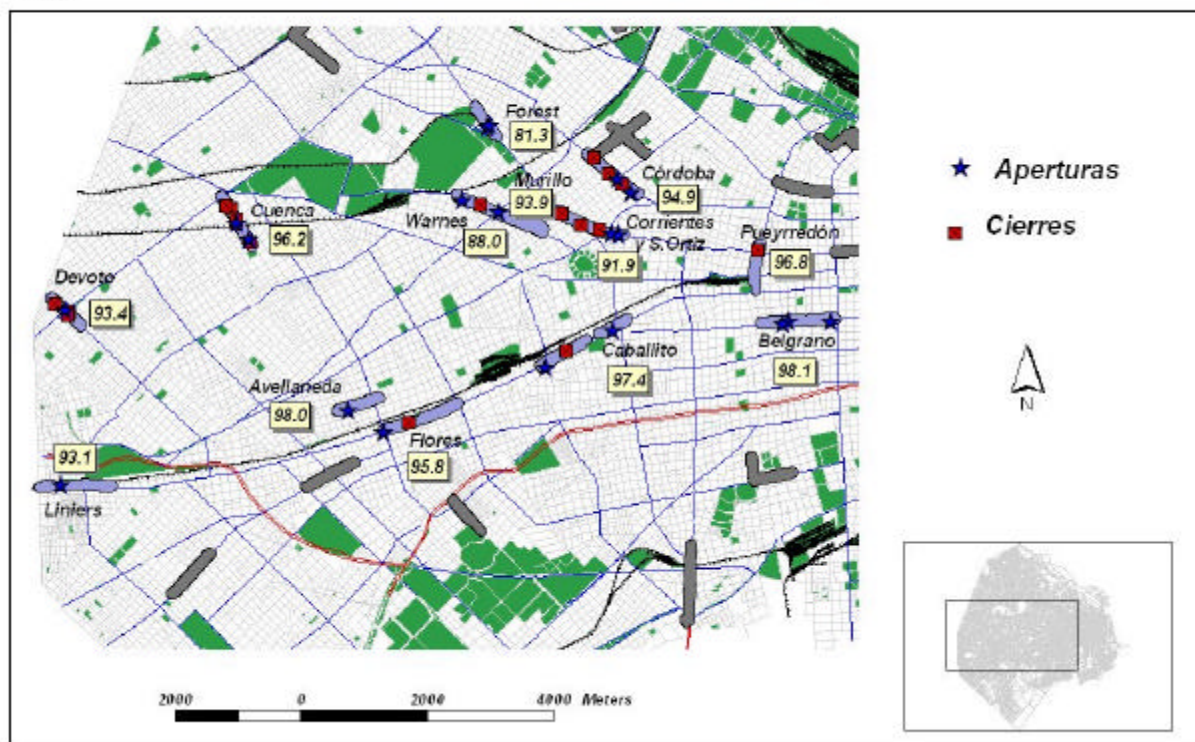 Forest
81.3
Murillo
93.9
Córdoba
94.9
Cuenca
96.2
Warnes
88.0
Corrientes
y S. Ortiz
91.9
Pueyrredón
96.8
Devoto
93.4
Caballito
97.4
Belgrano
98.1
Avellaneda
98.0
Flores
95.8
93.1
Liniers
Aperturas
Cierres
N
2000 0 2000 4000 Meters